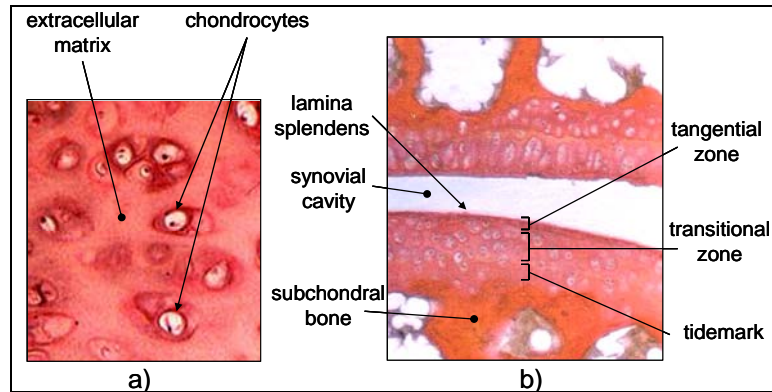 extracellular
matrix
chondrocytes
a)
lamina
splendens
synovial
cavity
subchondral
bone
tangential
zone
transitional
zone
tidemark
b)